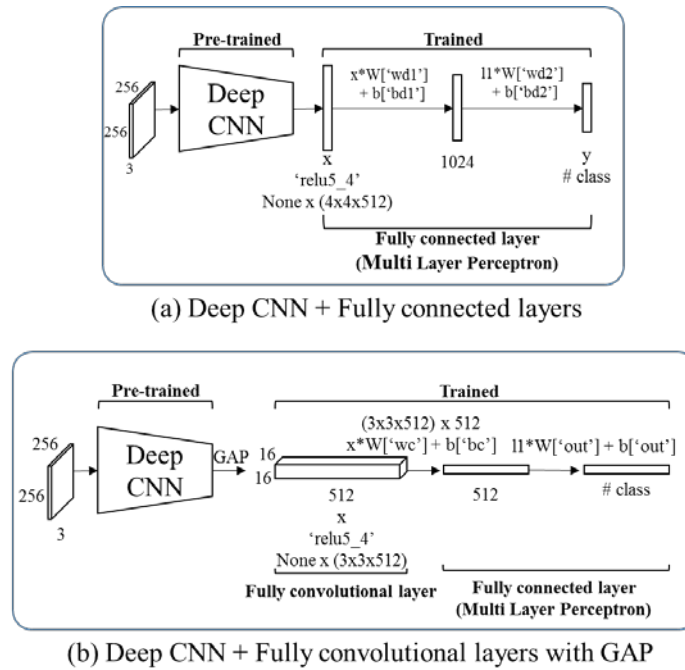 Pre-trained
Trained
256
256
3
Deep
CNN
x*W['wd1']
+ b['bd1']
l1*W['wd2']
+ b['bd2']
x
'relu5_4'
None x (4x4x512)
1024
y
# class
Fully connected layer
(Multi Layer Perceptron)
(a) Deep CNN + Fully connected layers
Pre-trained
Trained
256
256
3
Deep
CNN
GAP
(3x3x512) x 512
x*W['wc'] + b['bc']
l1*W['out'] + b['out']
16
16
512
x
'relu5_4'
None x (3x3x512)
512
# class
Fully convolutional layer
Fully connected layer
(Multi Layer Perceptron)
(b) Deep CNN + Fully convolutional layers with GAP